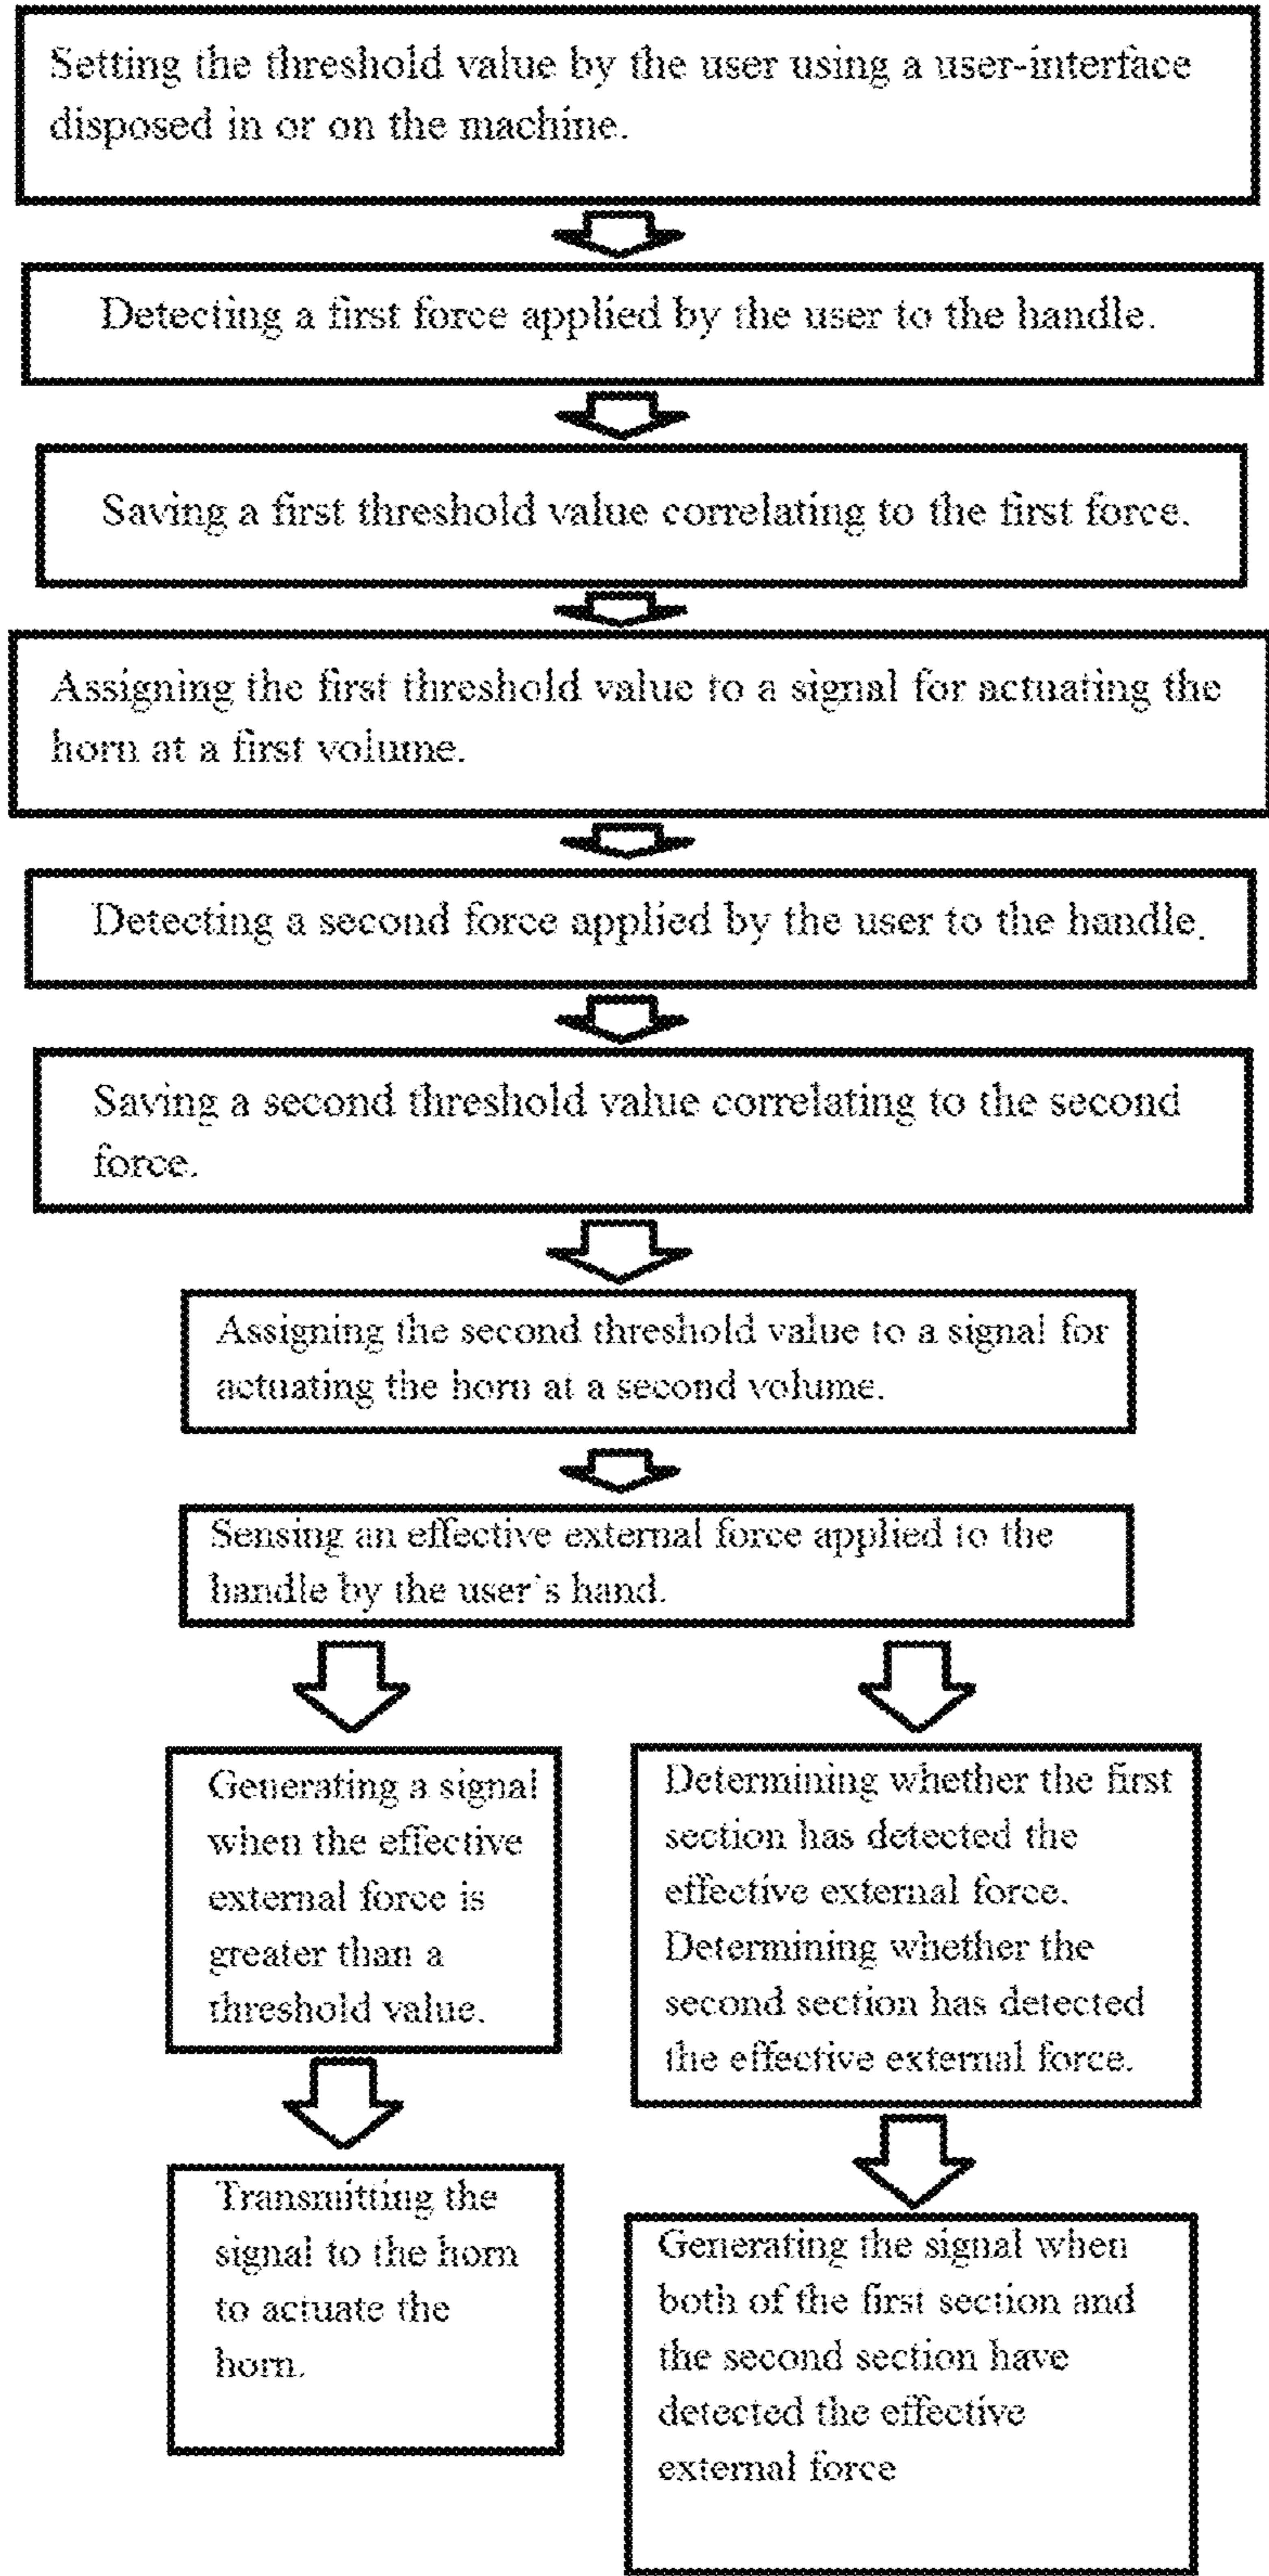 Setting the threshold value by the user using a user-interface
disposed in or on the machine.
Detecting a first force applied by the user to the handle.
Saving a first threshold value correlating to the first force.
Assigning the first threshold value to a signal for actuating the
horn at a first volume.
Detecting a second force applied by the user to the handle.
Saving a second threshold value correlating to the second
force.
Assigning the second threshold value to a signal for
actuating the horn at a second volume.
Sensing an effective external force applied to the
handle by the user's hand.
Generating a signal
when the effective
external force is
greater than a
threshold value.
Transmitting the
signal to the horn
to actuate the
horn.
Determining whether the first
section has detected the
effective external force.
Determining whether the
second section has detected
the effective external force.
Generating the signal when
both of the first section and
the second section have
detected the effective
external force